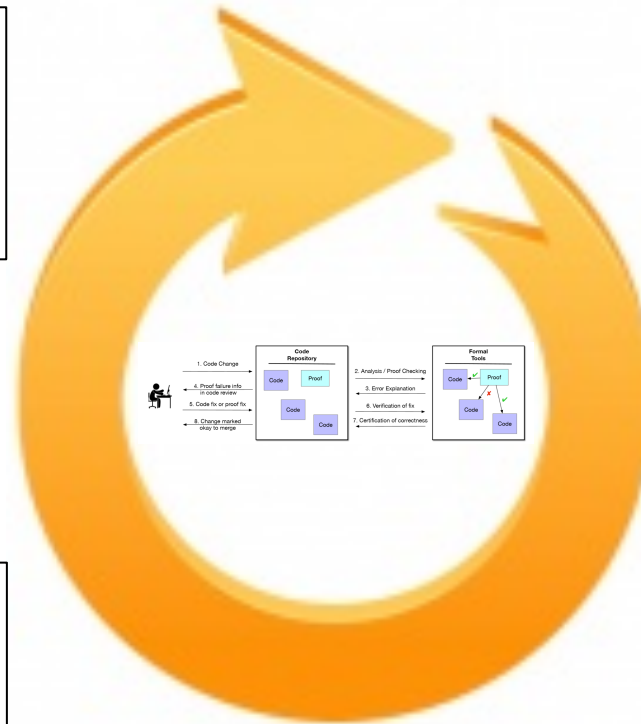 Code
Repository
Formal
Tools
1. Code Change
2. Analysis / Proof Checking
Code
Proof
Code
Proof
4. Proof failure info
in code review
3. Error Explanation
5. Code fix or proof fix
Code
6. Verification of fix
Code
8. Change marked
okay to merge
Code
7. Certification of correctness
Code